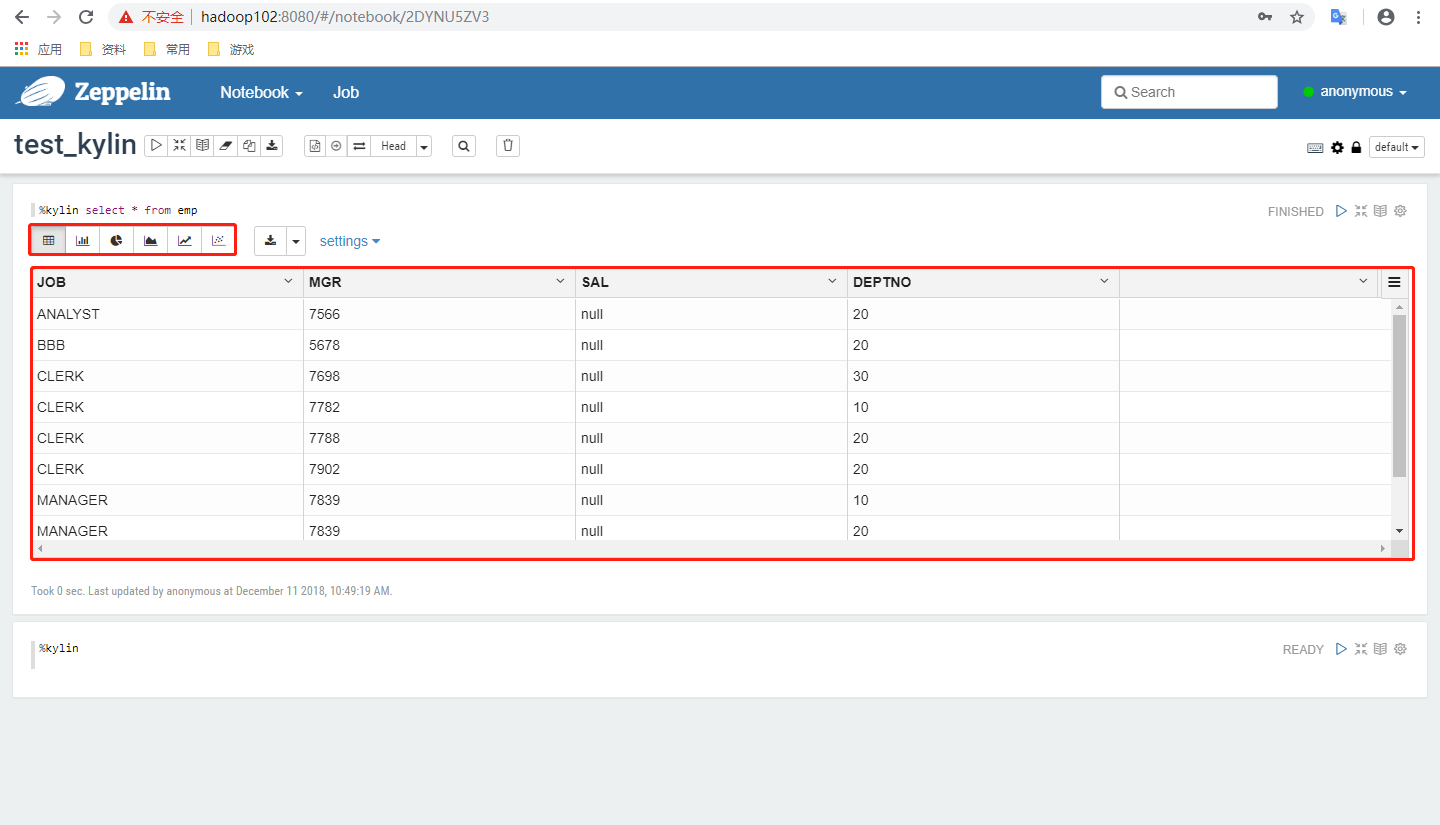 不安全 hadoop102:8080/#/notebook/2DYNU5ZV3
应用 资料 常用 游戏
Zeppelin Notebook Job Search anonymous
test_kylin Head default
%kylin select * from emp FINISHED
settings
JOB MGR SAL DEPTNO
ANALYST 7566 null 20
BBB 5678 null 20
CLERK 7698 null 30
CLERK 7782 null 10
CLERK 7788 null 20
CLERK 7902 null 20
MANAGER 7839 null 10
MANAGER 7839 null 20
Took 0 sec. Last updated by anonymous at December 11 2018, 10:49:19 AM.
%kylin READY